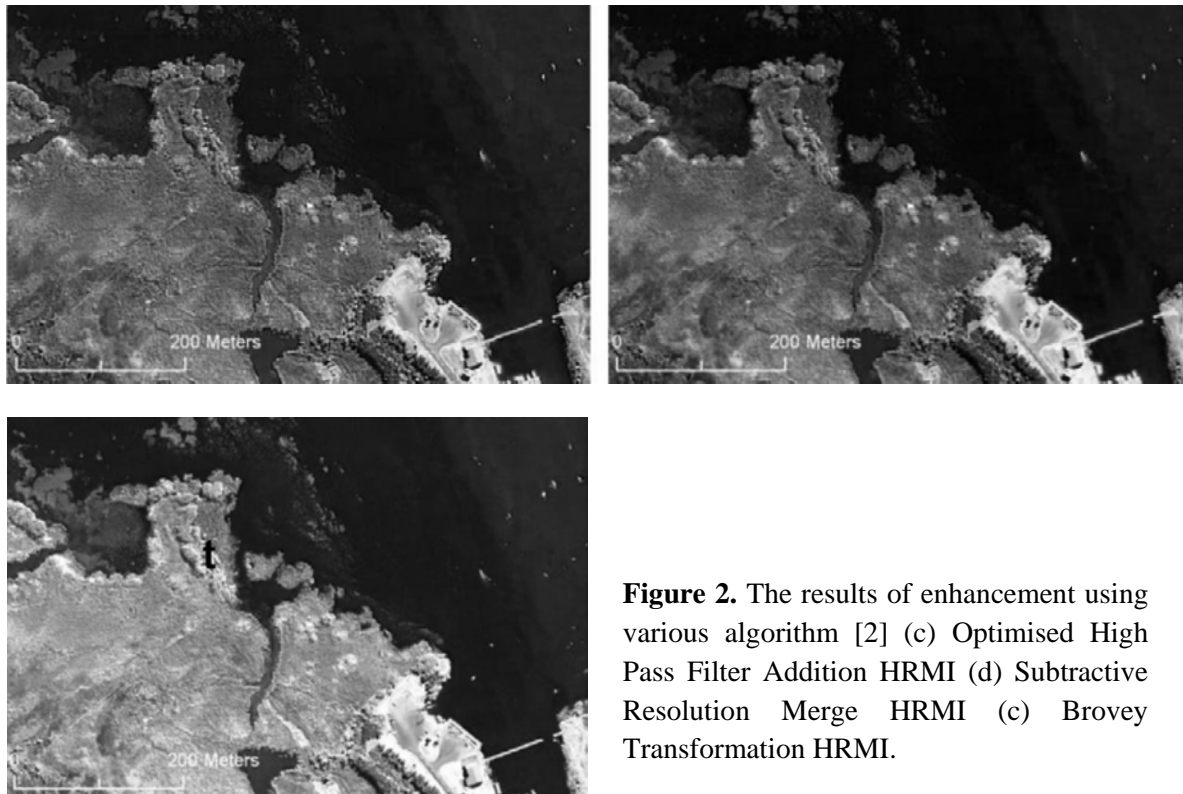 0 200 Meters
0 200 Meters
t
0 200 Meters
Figure 2. The results of enhancement using
various algorithm [2] (c) Optimised High
Pass Filter Addition HRMI (d) Subtractive
Resolution Merge HRMI (c) Brovey
Transformation HRMI.